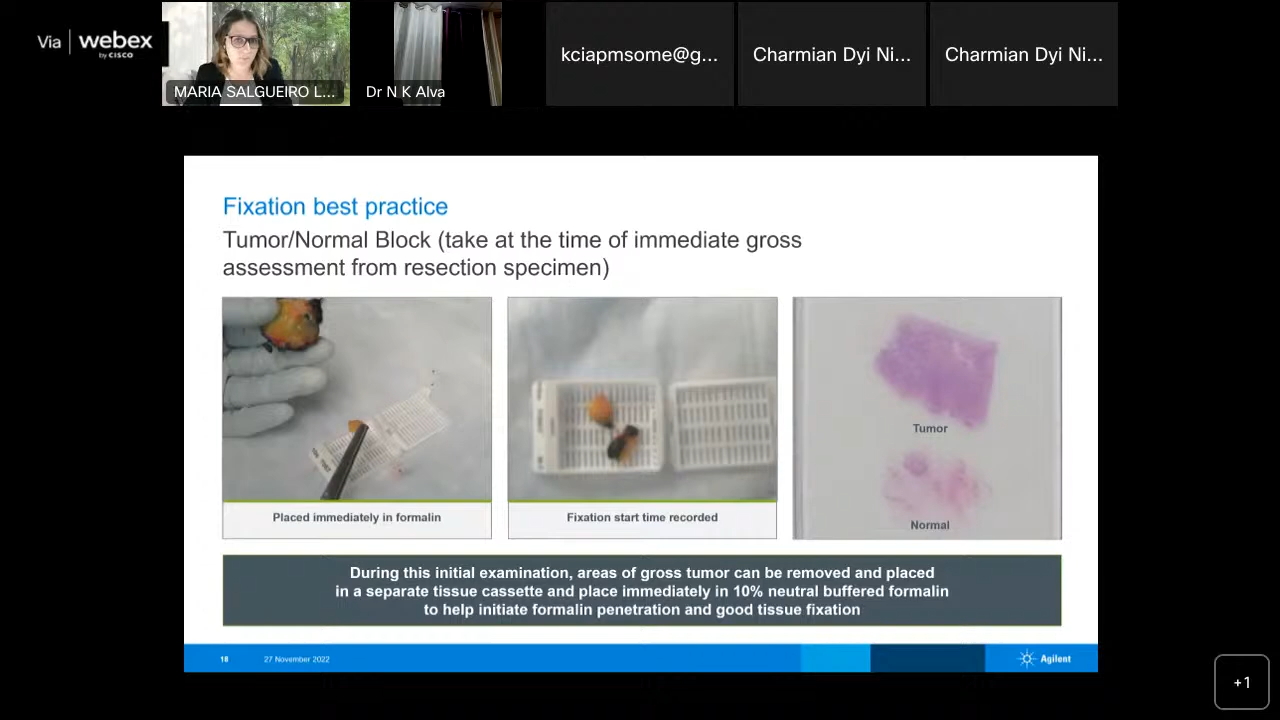 Via webex
by CISCO
MARIA SALGUEIRO L...
Dr N K Alva
kciapmsome@g...
Charmian Dyi Ni...
Charmian Dyi Ni...
Fixation best practice
Tumor/Normal Block (take at the time of immediate gross
assessment from resection specimen)
Placed immediately in formalin
Fixation start time recorded
Tumor
Normal
During this initial examination, areas of gross tumor can be removed and placed
in a separate tissue cassette and place immediately in 10% neutral buffered formalin
to help initiate formalin penetration and good tissue fixation
18
27 November 2022
Agilent
+1